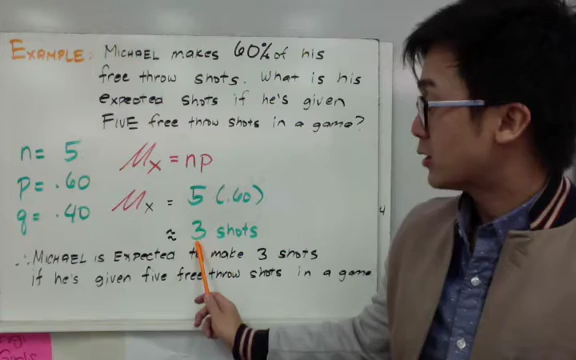 EXAMPLE: MICHAEL makes 60% of his
free throw shots. What is his
expected shots if he's given
FIVE free throw shots in a game?
n = 5
p = .60
q = .40
μx = np
μx = 5 (.60)
≈ 3 shots
∴ MICHAEL IS EXPECTED to make 3 shots
if he's given five free throw shots in a game
4
Girls